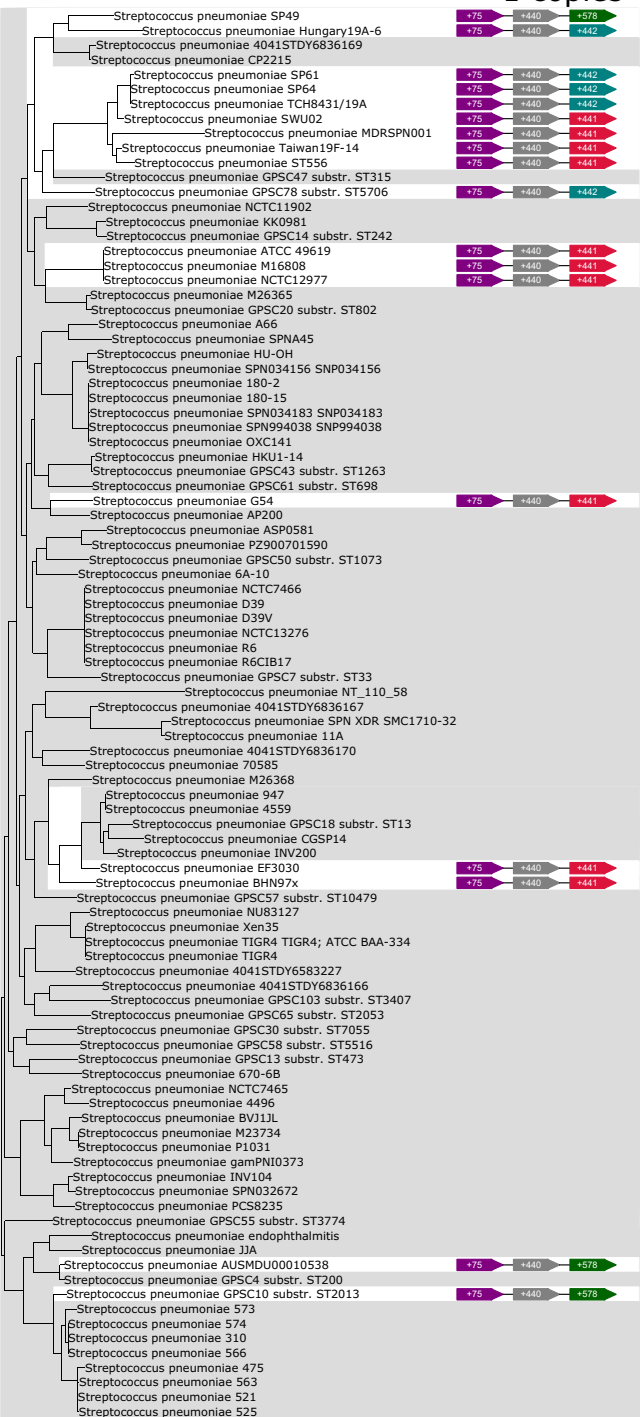 Streptococcus pneumoniae SP49 +75 +440 +578
Streptococcus pneumoniae Hungary19A-6 +75 +440 +442
Streptococcus pneumoniae 4041STDY6836169
Streptococcus pneumoniae CP2215
Streptococcus pneumoniae SP61 +75 +440 +442
Streptococcus pneumoniae SP64 +75 +440 +442
Streptococcus pneumoniae TCH8431/19A +75 +440 +442
Streptococcus pneumoniae SWU02 +75 +440 +441
Streptococcus pneumoniae MDRSPN001 +75 +440 +441
Streptococcus pneumoniae Taiwan19F-14 +75 +440 +441
Streptococcus pneumoniae ST556 +75 +440 +441
Streptococcus pneumoniae GPSC47 substr. ST315
Streptococcus pneumoniae GPSC78 substr. ST5706 +75 +440 +442
Streptococcus pneumoniae NCTC11902
Streptococcus pneumoniae KK0981
Streptococcus pneumoniae GPSC14 substr. ST242
Streptococcus pneumoniae ATCC 49619 +75 +440 +441
Streptococcus pneumoniae M16808 +75 +440 +441
Streptococcus pneumoniae NCTC12977 +75 +440 +441
Streptococcus pneumoniae M26365
Streptococcus pneumoniae GPSC20 substr. ST802
Streptococcus pneumoniae A66
Streptococcus pneumoniae SPNA45
Streptococcus pneumoniae HU-OH
Streptococcus pneumoniae SPN034156 SNP034156
Streptococcus pneumoniae 180-2
Streptococcus pneumoniae 180-15
Streptococcus pneumoniae SPN034183 SNP034183
Streptococcus pneumoniae SPN994038 SNP994038
Streptococcus pneumoniae OXC141
Streptococcus pneumoniae HKU1-14
Streptococcus pneumoniae GPSC43 substr. ST1263
Streptococcus pneumoniae GPSC61 substr. ST698
Streptococcus pneumoniae G54 +75 +440 +441
Streptococcus pneumoniae AP200
Streptococcus pneumoniae ASP0581
Streptococcus pneumoniae PZ900701590
Streptococcus pneumoniae GPSC50 substr. ST1073
Streptococcus pneumoniae 6A-10
Streptococcus pneumoniae NCTC7466
Streptococcus pneumoniae D39
Streptococcus pneumoniae D39V
Streptococcus pneumoniae NCTC13276
Streptococcus pneumoniae R6
Streptococcus pneumoniae R6CIB17
Streptococcus pneumoniae GPSC7 substr. ST33
Streptococcus pneumoniae NT_110_58
Streptococcus pneumoniae 4041STDY6836167
Streptococcus pneumoniae SPN XDR SMC1710-32
Streptococcus pneumoniae 11A
Streptococcus pneumoniae 4041STDY6836170
Streptococcus pneumoniae 70585
Streptococcus pneumoniae M26368
Streptococcus pneumoniae 947
Streptococcus pneumoniae 4559
Streptococcus pneumoniae GPSC18 substr. ST13
Streptococcus pneumoniae CGSP14
Streptococcus pneumoniae INV200
Streptococcus pneumoniae EF3030 +75 +440 +441
Streptococcus pneumoniae BHN97x +75 +440 +441
Streptococcus pneumoniae GPSC57 substr. ST10479
Streptococcus pneumoniae NU83127
Streptococcus pneumoniae Xen35
Streptococcus pneumoniae TIGR4 TIGR4; ATCC BAA-334
Streptococcus pneumoniae TIGR4
Streptococcus pneumoniae 4041STDY6583227
Streptococcus pneumoniae 4041STDY6836166
Streptococcus pneumoniae GPSC103 substr. ST3407
Streptococcus pneumoniae GPSC65 substr. ST2053
Streptococcus pneumoniae GPSC30 substr. ST7055
Streptococcus pneumoniae GPSC58 substr. ST5516
Streptococcus pneumoniae GPSC13 substr. ST473
Streptococcus pneumoniae 670-6B
Streptococcus pneumoniae NCTC7465
Streptococcus pneumoniae 4496
Streptococcus pneumoniae BVJ1JL
Streptococcus pneumoniae M23734
Streptococcus pneumoniae P1031
Streptococcus pneumoniae gamPNI0373
Streptococcus pneumoniae INV104
Streptococcus pneumoniae SPN032672
Streptococcus pneumoniae PCS8235
Streptococcus pneumoniae GPSC55 substr. ST3774
Streptococcus pneumoniae endophthalmitis
Streptococcus pneumoniae JJA
Streptococcus pneumoniae AUSMDU00010538 +75 +440 +578
Streptococcus pneumoniae GPSC4 substr. ST200
Streptococcus pneumoniae GPSC10 substr. ST2013 +75 +440 +578
Streptococcus pneumoniae 573
Streptococcus pneumoniae 574
Streptococcus pneumoniae 310
Streptococcus pneumoniae 566
Streptococcus pneumoniae 475
Streptococcus pneumoniae 563
Streptococcus pneumoniae 521
Streptococcus pneumoniae 525